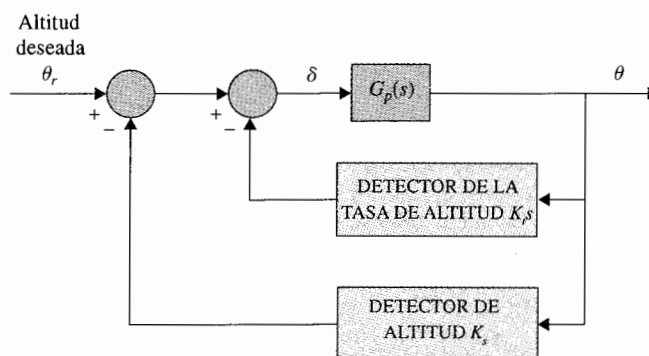 Altitud
deseada
θr
+
−
+
−
δ
Gp(s)
θ
DETECTOR DE LA
TASA DE ALTITUD Kts
DETECTOR DE
ALTITUD Ks